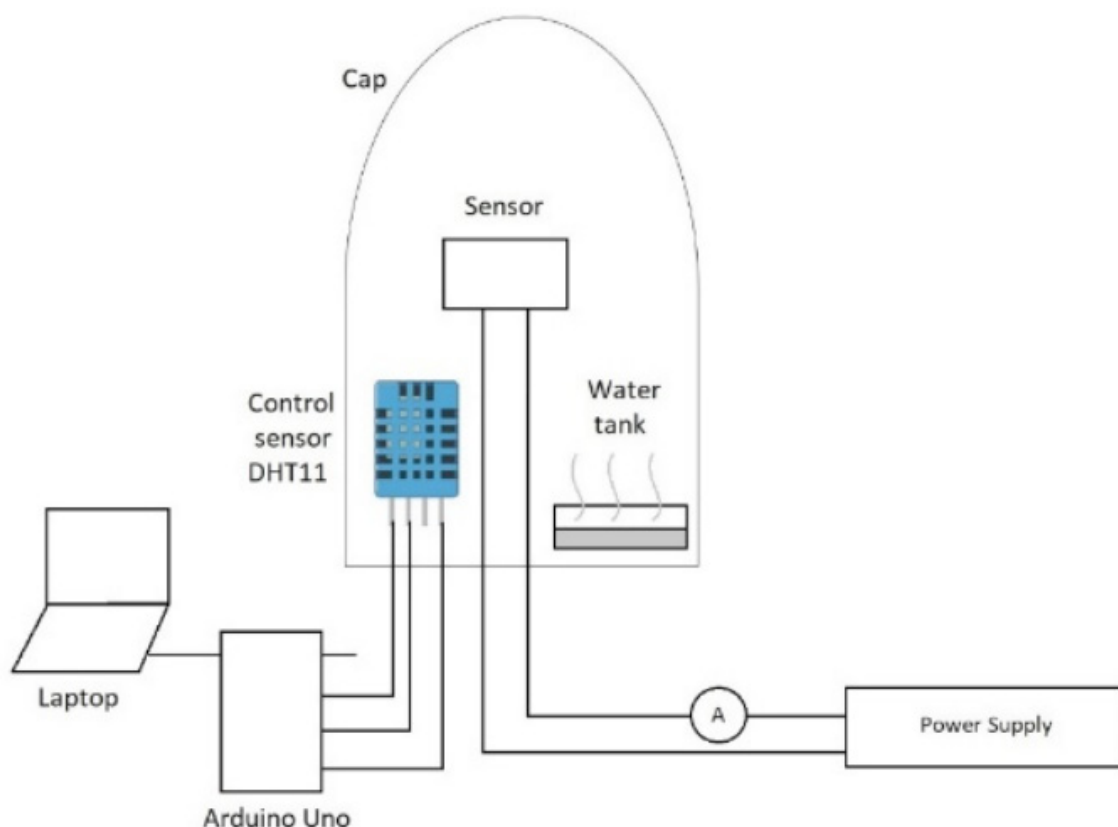 Cap
Sensor
Control
sensor
DHT11
Water
tank
Laptop
Arduino Uno
A
Power Supply